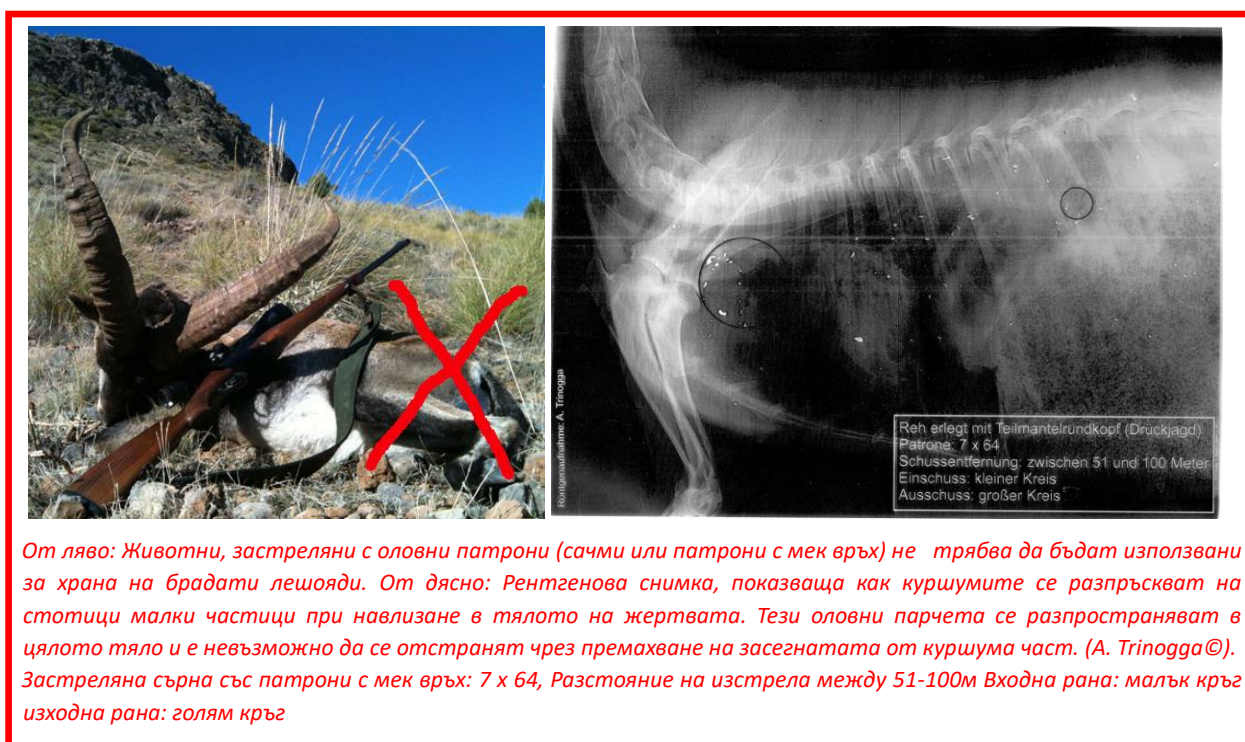 Röntgenaufnahme: A. Trinogga
Reh erlegt mit Teilmantelrundkopf (Drückjagd)
Patrone: 7 x 64
Schussentfernung: zwischen 51 und 100 Meter
Einschuss: kleiner Kreis
Ausschuss: großer Kreis
От ляво: Животни, застреляни с оловни патрони (сачми или патрони с мек връх) не трябва да бъдат използвани
за храна на брадати лешояди. От дясно: Рентгенова снимка, показваща как куршумите се разпръскват на
стотици малки частици при навлизане в тялото на жертвата. Тези оловни парчета се разпространяват в
цялото тяло и е невъзможно да се отстранят чрез премахване на засегнатата от куршума част. (A. Trinogga©).
Застреляна сърна със патрони с мек връх: 7 x 64, Разстояние на изстрела между 51-100м Входна рана: малък кръг
изходна рана: голям кръг